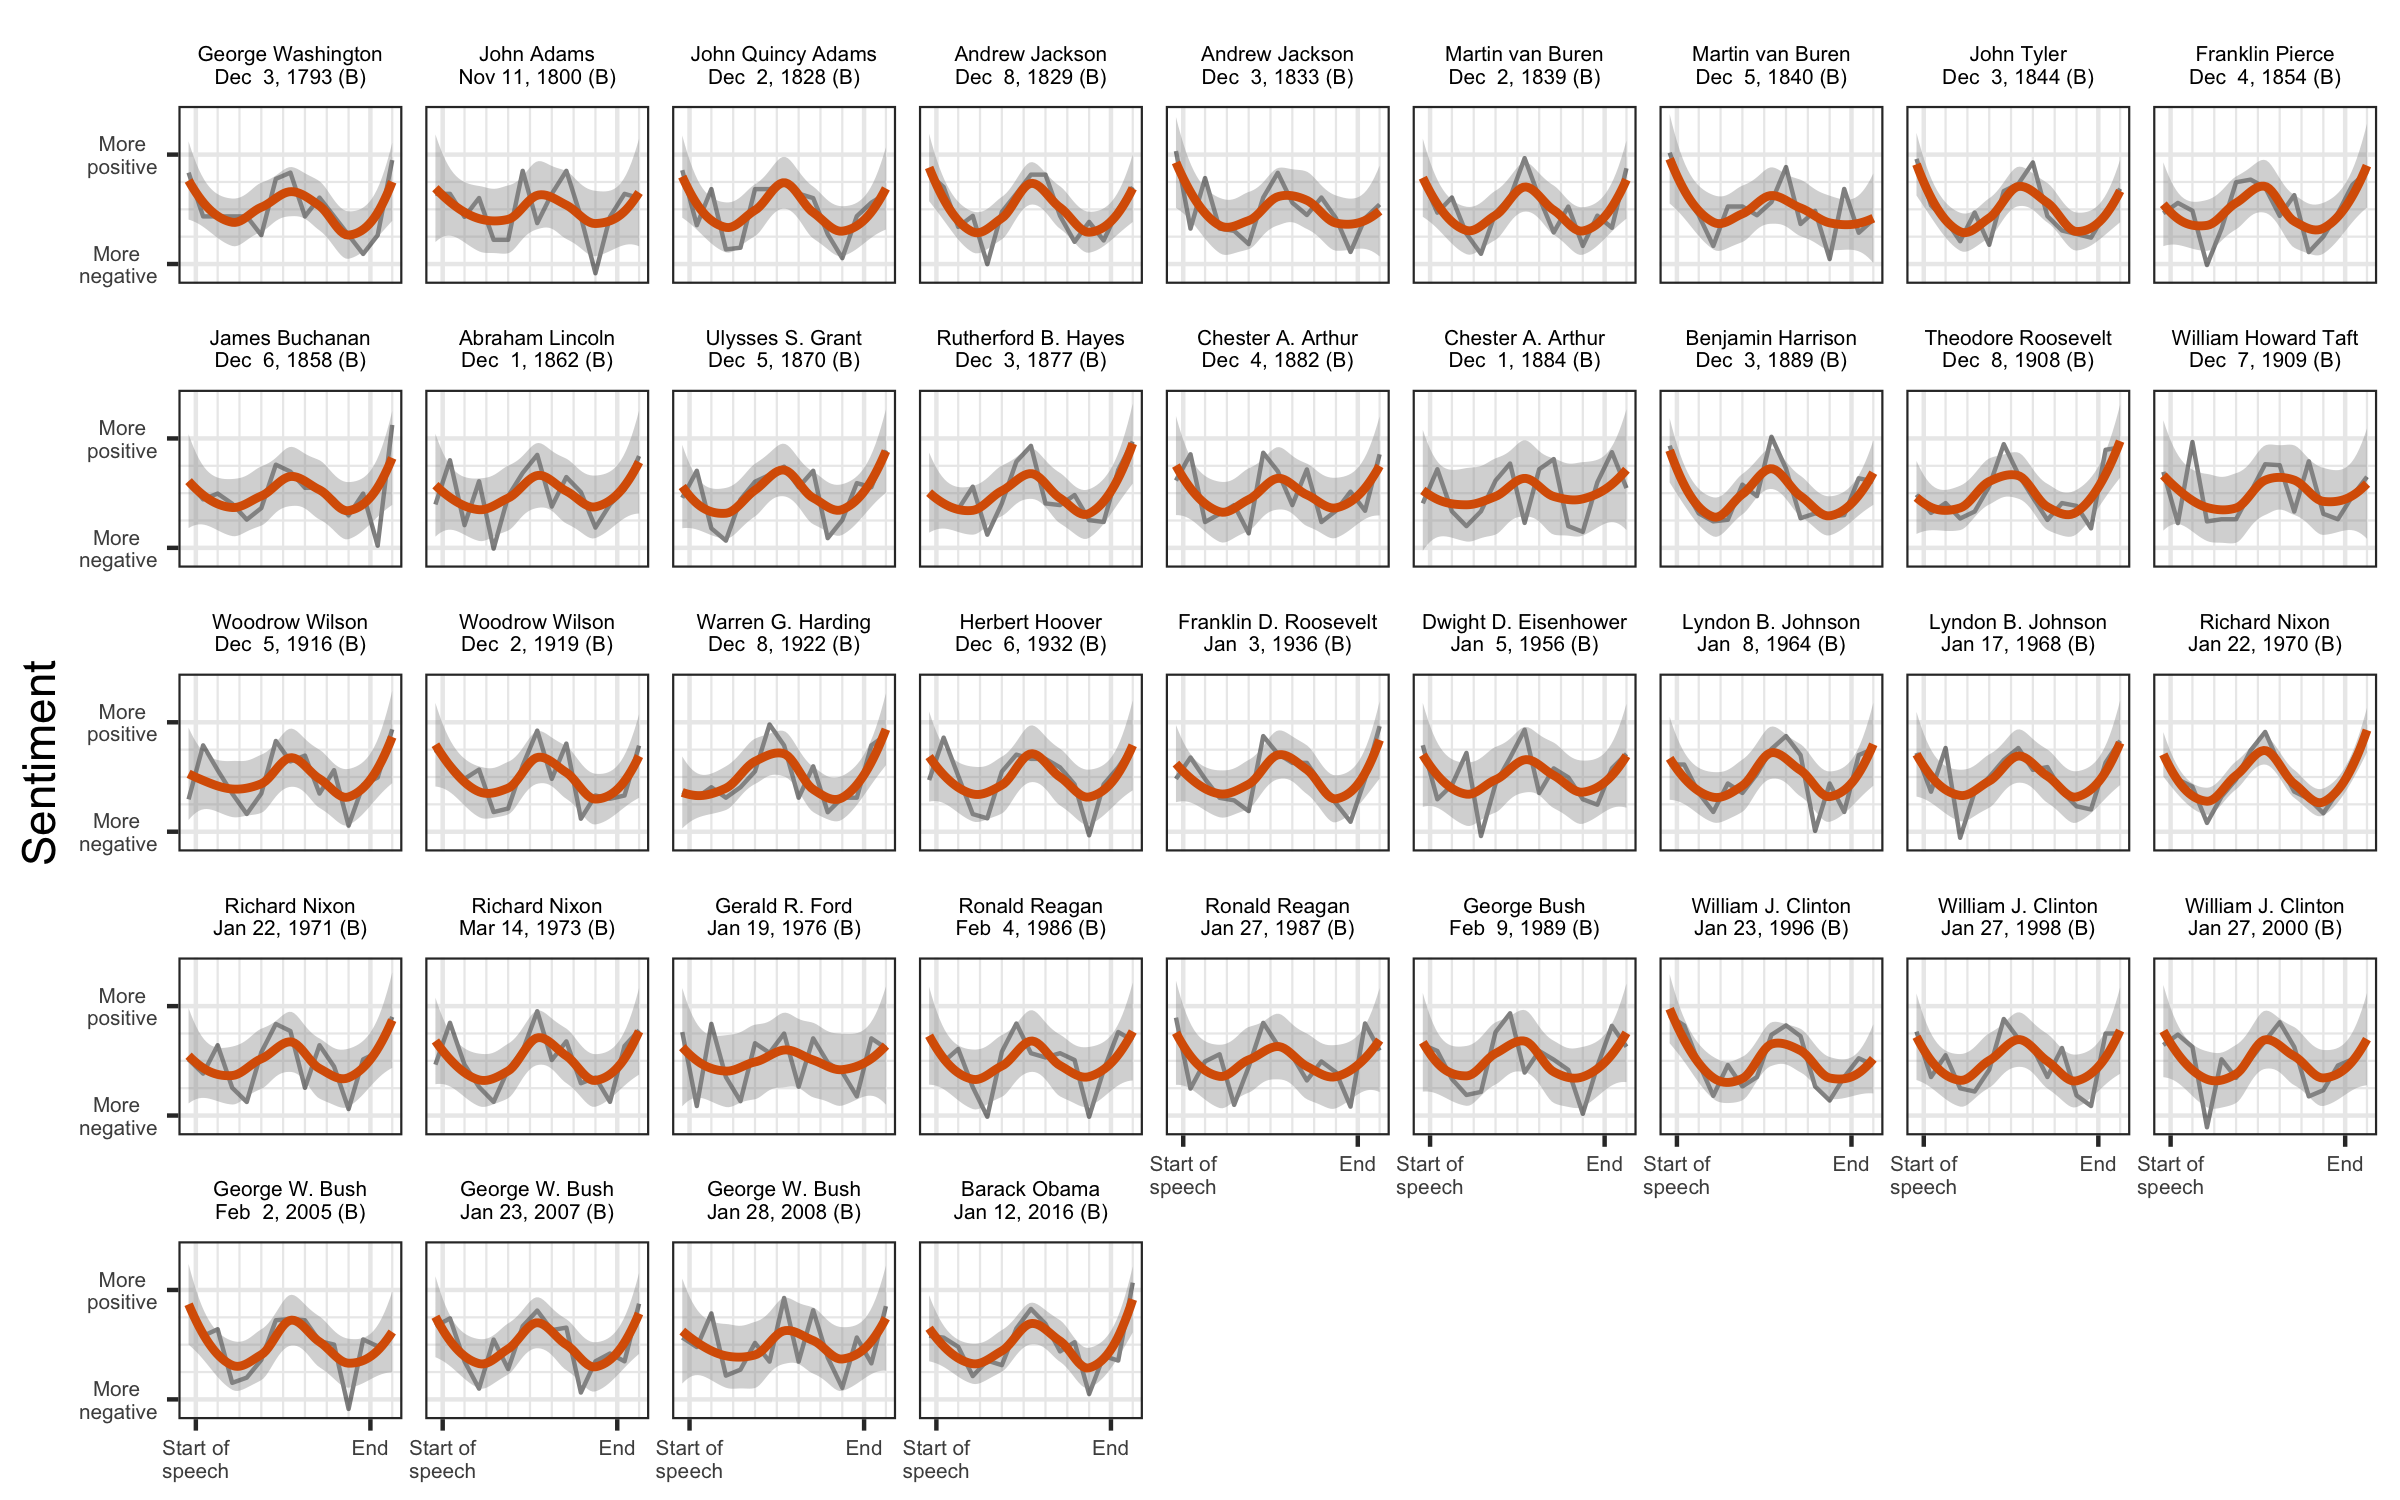 George Washington
Dec  3, 1793 (B)
John Adams
Nov 11, 1800 (B)
John Quincy Adams
Dec  2, 1828 (B)
Andrew Jackson
Dec  8, 1829 (B)
Andrew Jackson
Dec  3, 1833 (B)
Martin van Buren
Dec  2, 1839 (B)
Martin van Buren
Dec  5, 1840 (B)
John Tyler
Dec  3, 1844 (B)
Franklin Pierce
Dec  4, 1854 (B)
More
positive
More
negative
James Buchanan
Dec  6, 1858 (B)
Abraham Lincoln
Dec  1, 1862 (B)
Ulysses S. Grant
Dec  5, 1870 (B)
Rutherford B. Hayes
Dec  3, 1877 (B)
Chester A. Arthur
Dec  4, 1882 (B)
Chester A. Arthur
Dec  1, 1884 (B)
Benjamin Harrison
Dec  3, 1889 (B)
Theodore Roosevelt
Dec  8, 1908 (B)
William Howard Taft
Dec  7, 1909 (B)
More
positive
More
negative
Woodrow Wilson
Dec  5, 1916 (B)
Woodrow Wilson
Dec  2, 1919 (B)
Warren G. Harding
Dec  8, 1922 (B)
Herbert Hoover
Dec  6, 1932 (B)
Franklin D. Roosevelt
Jan  3, 1936 (B)
Dwight D. Eisenhower
Jan  5, 1956 (B)
Lyndon B. Johnson
Jan  8, 1964 (B)
Lyndon B. Johnson
Jan 17, 1968 (B)
Richard Nixon
Jan 22, 1970 (B)
More
positive
More
negative
Sentiment
Richard Nixon
Jan 22, 1971 (B)
Richard Nixon
Mar 14, 1973 (B)
Gerald R. Ford
Jan 19, 1976 (B)
Ronald Reagan
Feb  4, 1986 (B)
Ronald Reagan
Jan 27, 1987 (B)
George Bush
Feb  9, 1989 (B)
William J. Clinton
Jan 23, 1996 (B)
William J. Clinton
Jan 27, 1998 (B)
William J. Clinton
Jan 27, 2000 (B)
More
positive
More
negative
Start of
speech
End
Start of
speech
End
Start of
speech
End
Start of
speech
End
Start of
speech
End
George W. Bush
Feb  2, 2005 (B)
George W. Bush
Jan 23, 2007 (B)
George W. Bush
Jan 28, 2008 (B)
Barack Obama
Jan 12, 2016 (B)
More
positive
More
negative
Start of
speech
End
Start of
speech
End
Start of
speech
End
Start of
speech
End